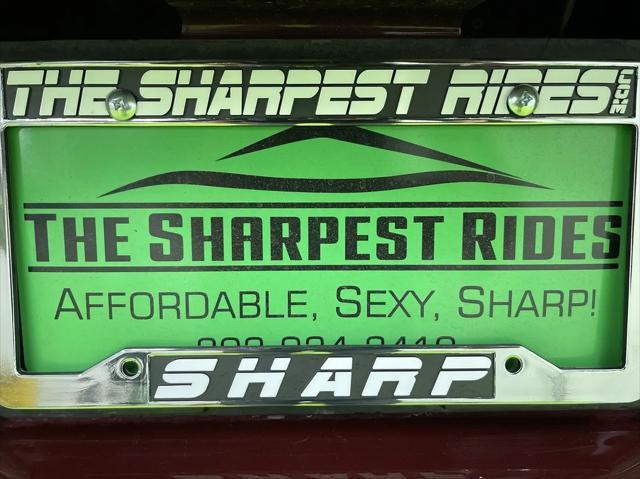 THE SHARPEST RIDES.COM
THE SHARPEST RIDES
AFFORDABLE, SEXY, SHARP!
SHARP